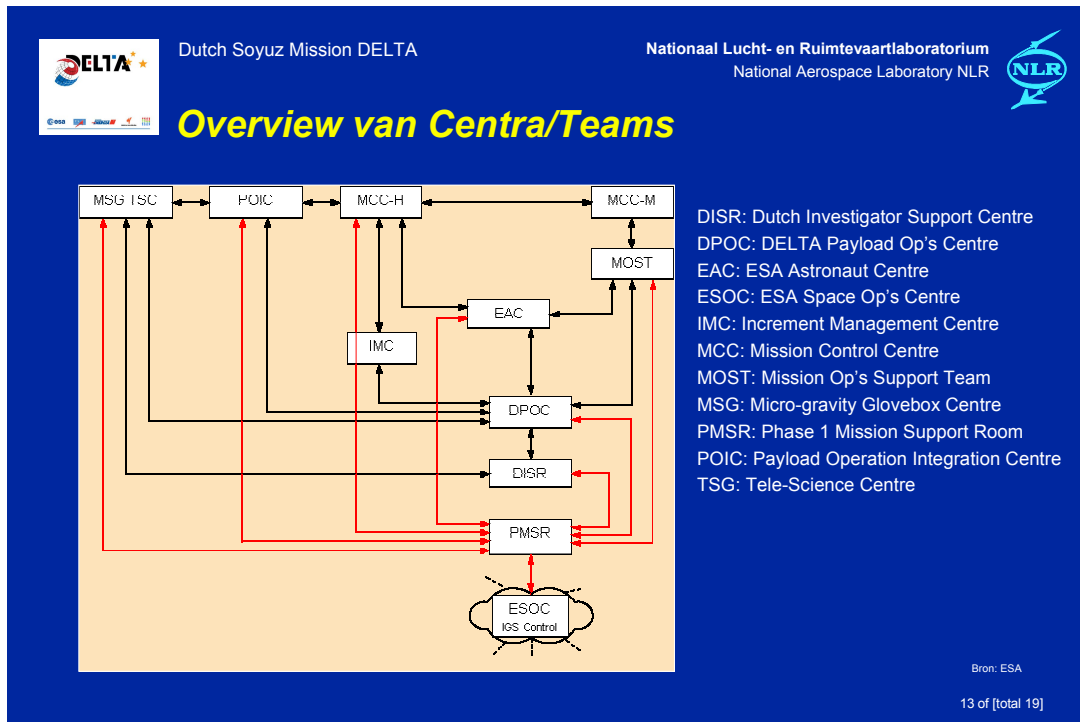 DELTA
esa
Dutch Soyuz Mission DELTA
Nationaal Lucht- en Ruimtevaartlaboratorium
National Aerospace Laboratory NLR
NLR
Overview van Centra/Teams
MSG TSC
POIC
MCC-H
MCC-M
MOST
EAC
IMC
DPOC
DISR
PMSR
ESOC
IGS Control
DISR: Dutch Investigator Support Centre
DPOC: DELTA Payload Op's Centre
EAC: ESA Astronaut Centre
ESOC: ESA Space Op's Centre
IMC: Increment Management Centre
MCC: Mission Control Centre
MOST: Mission Op's Support Team
MSG: Micro-gravity Glovebox Centre
PMSR: Phase 1 Mission Support Room
POIC: Payload Operation Integration Centre
TSG: Tele-Science Centre
Bron: ESA
13 of [total 19]